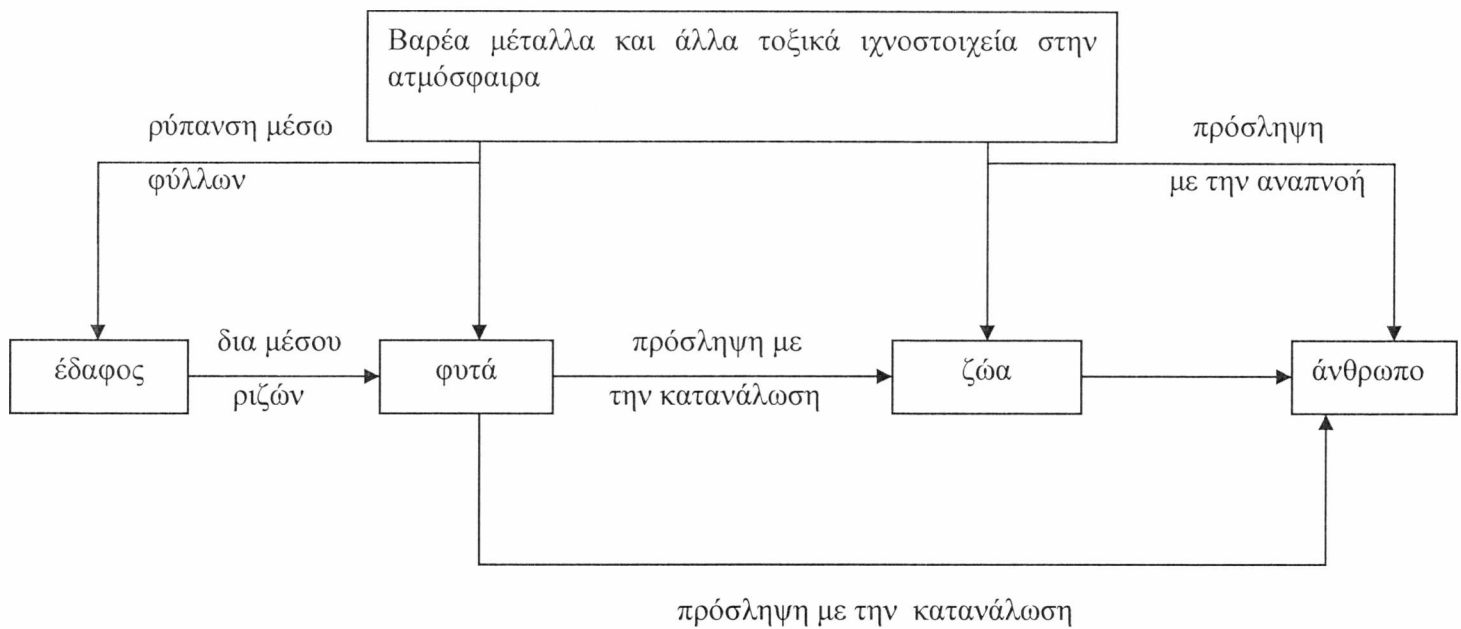 Βαρέα μέταλλα και άλλα τοξικά ιχνοστοιχεία στην
ατμόσφαιρα
ρύπανση μέσω
φύλλων
πρόσληψη
με την αναπνοή
έδαφος
δια μέσου
ριζών
φυτά
πρόσληψη με
την κατανάλωση
ζώα
άνθρωπο
πρόσληψη με την κατανάλωση